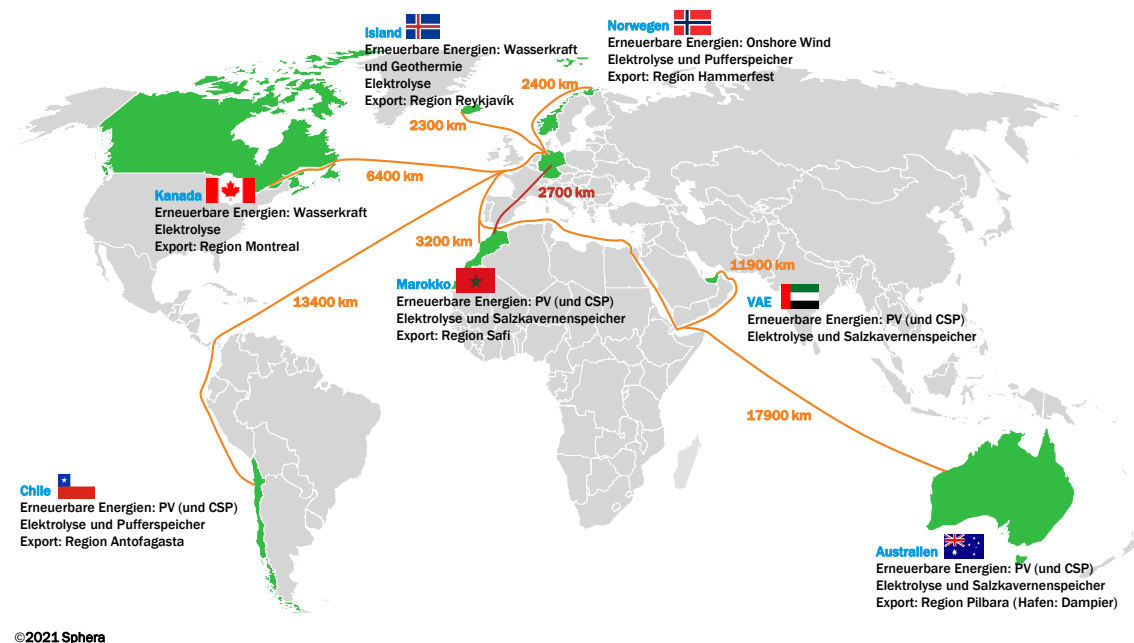 Island
Erneuerbare Energien: Wasserkraft
und Geothermie
Elektrolyse
Export: Region Reykjavík
Norwegen
Erneuerbare Energien: Onshore Wind
Elektrolyse und Pufferspeicher
Export: Region Hammerfest
2400 km
2300 km
6400 km
2700 km
Kanada
Erneuerbare Energien: Wasserkraft
Elektrolyse
Export: Region Montreal
3200 km
11900 km
13400 km
Marokko
Erneuerbare Energien: PV (und CSP)
Elektrolyse und Salzkavernenspeicher
Export: Region Safi
VAE
Erneuerbare Energien: PV (und CSP)
Elektrolyse und Salzkavernenspeicher
17900 km
Chile
Erneuerbare Energien: PV (und CSP)
Elektrolyse und Pufferspeicher
Export: Region Antofagasta
Australien
Erneuerbare Energien: PV (und CSP)
Elektrolyse und Salzkavernenspeicher
Export: Region Pilbara (Hafen: Dampier)
©2021 Sphera